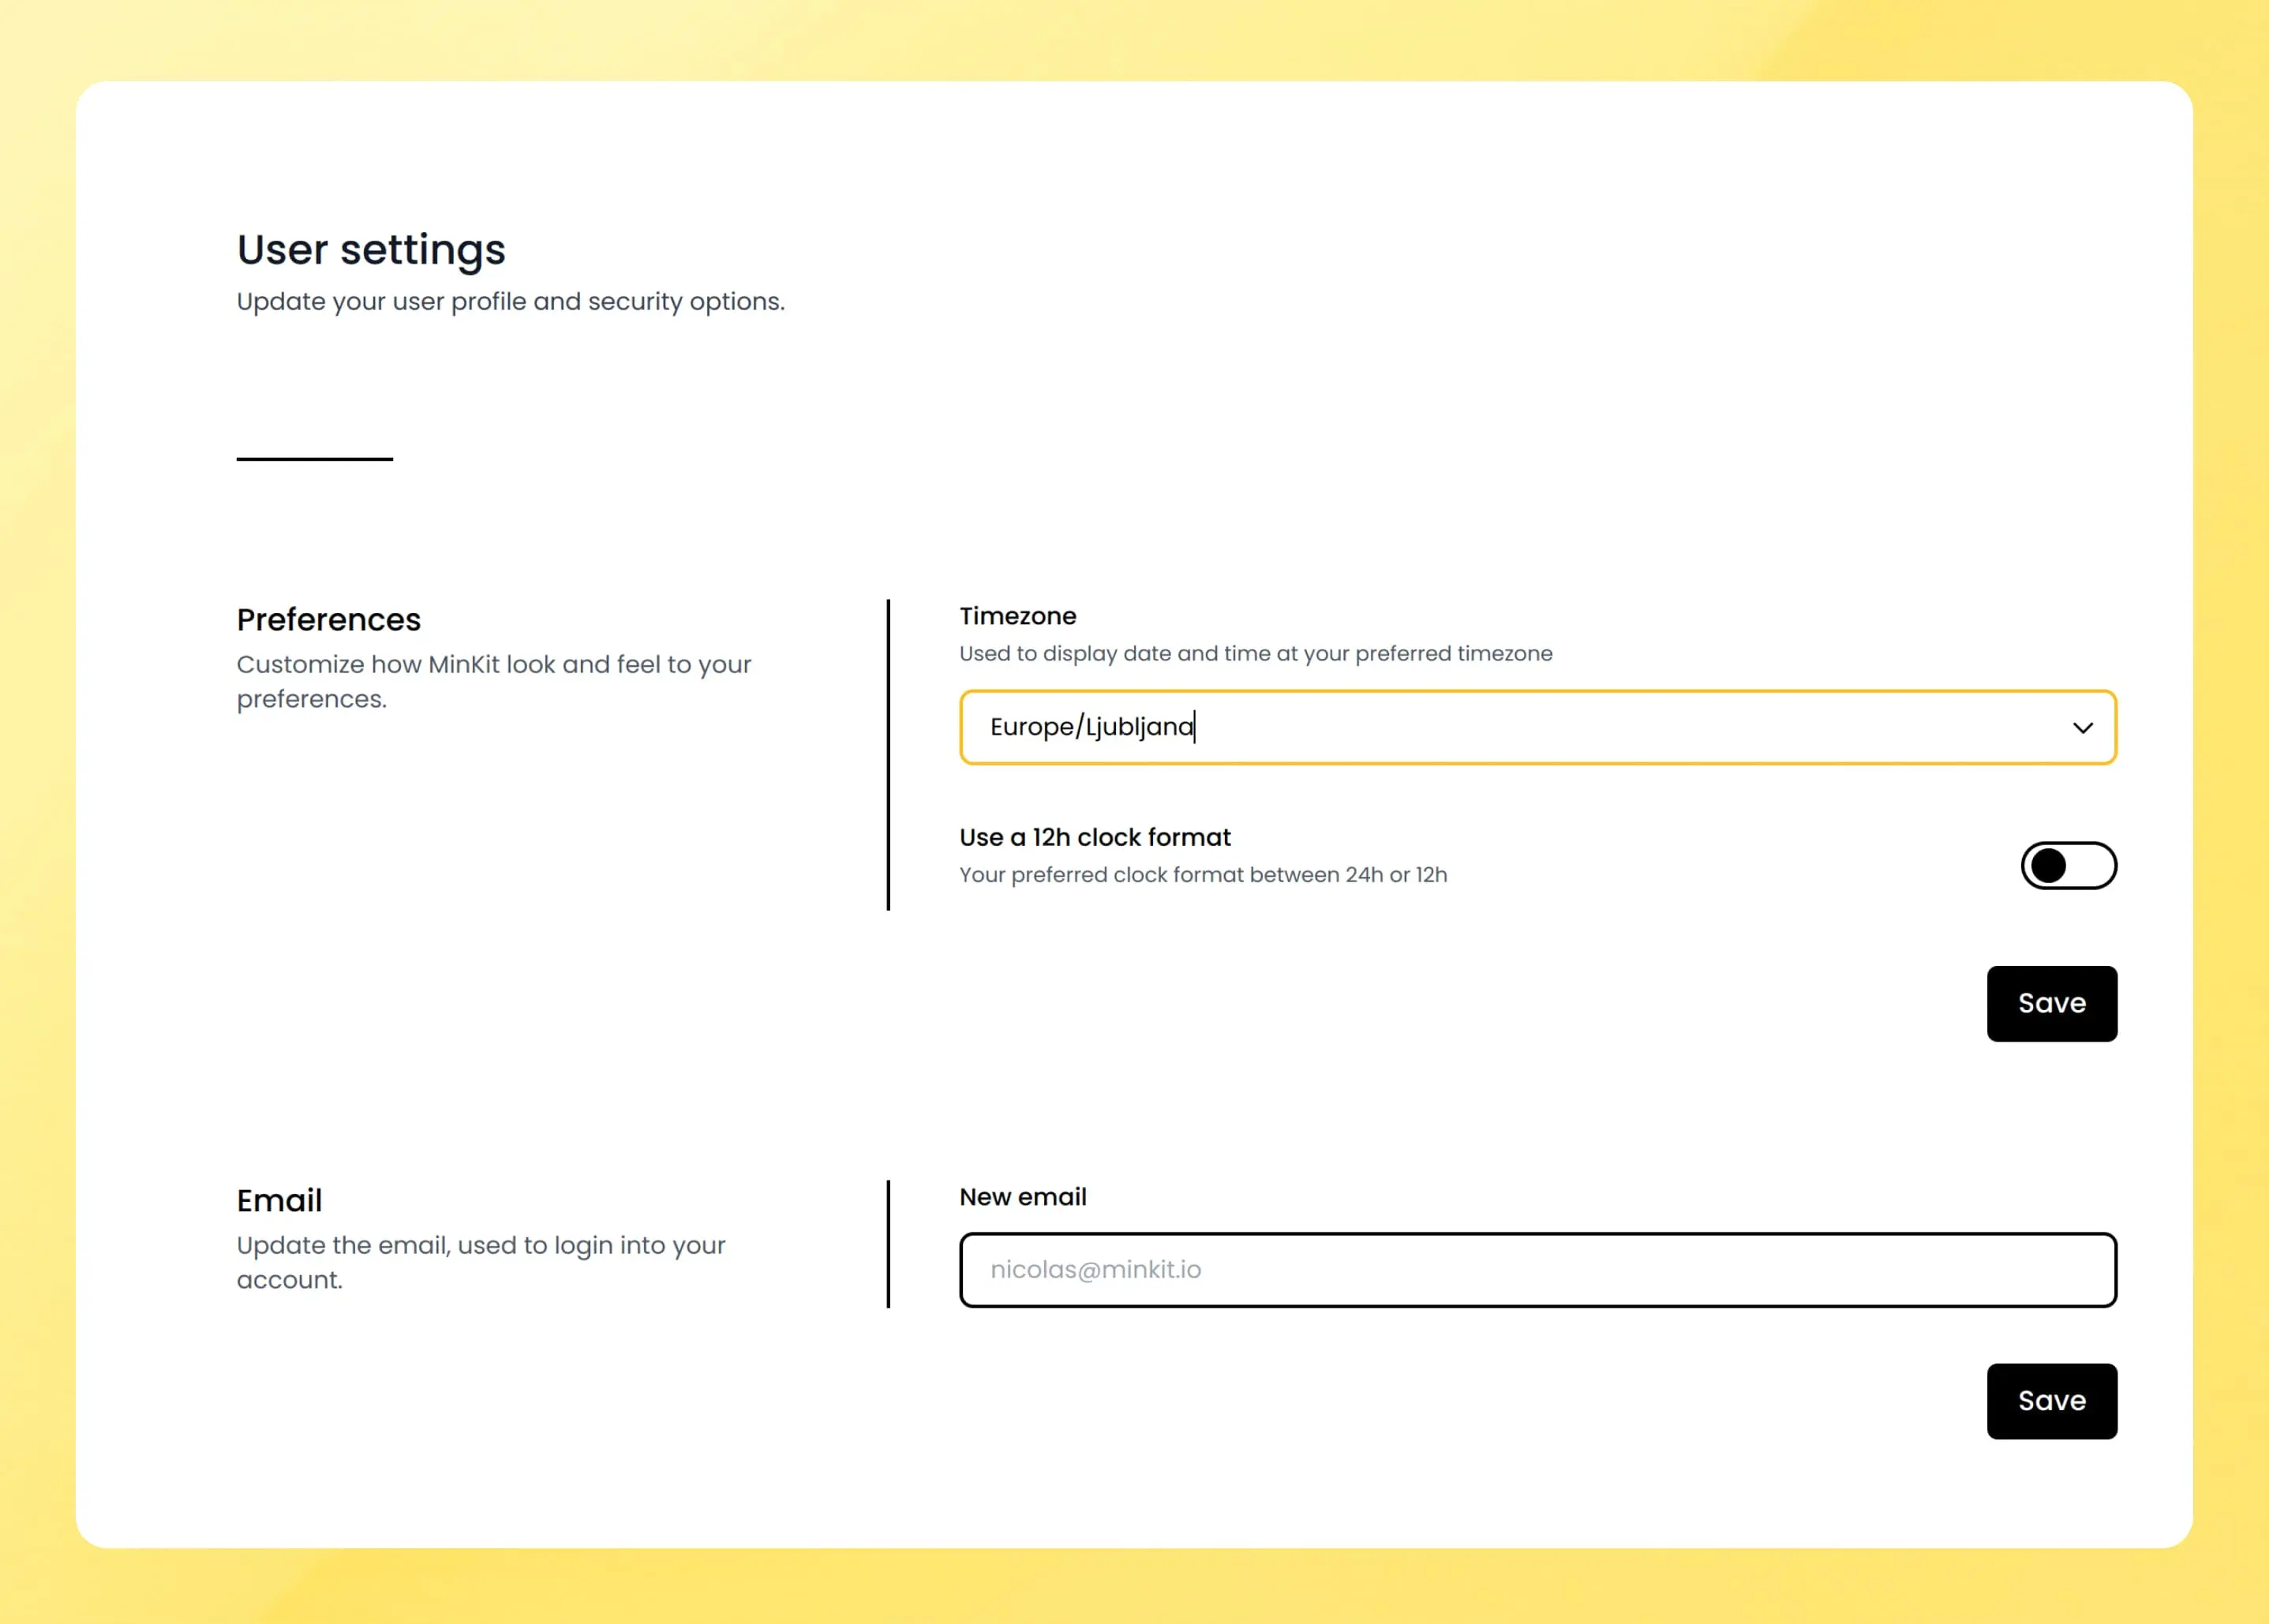 User settings
Update your user profile and security options.
Preferences
Customize how MinKit look and feel to your
preferences.
Timezone
Used to display date and time at your preferred timezone
Europe/Ljubljana
Use a 12h clock format
Your preferred clock format between 24h or 12h
Save
Email
Update the email, used to login into your
account.
New email
nicolas@minkit.io
Save